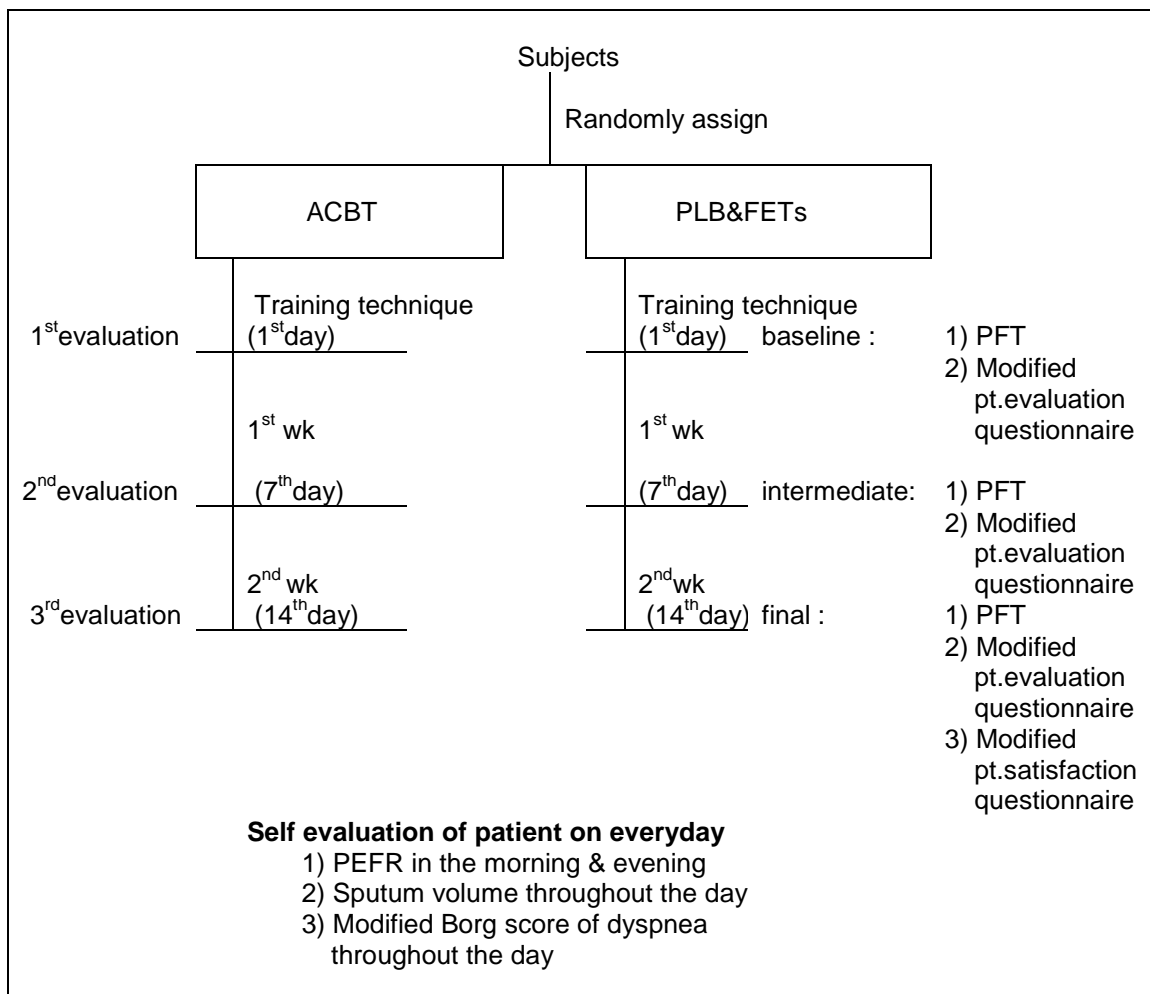 Subjects
Randomly assign
ACBT PLB&FETs
Training technique Training technique
1st evaluation (1st day) (1st day) baseline : 1) PFT
2) Modified
pt.evaluation
1st wk 1st wk questionnaire
2nd evaluation (7th day) (7th day) intermediate: 1) PFT
2) Modified
pt.evaluation
2nd wk 2nd wk questionnaire
3rd evaluation (14th day) (14th day) final : 1) PFT
2) Modified
pt.evaluation
questionnaire
3) Modified
pt.satisfaction
questionnaire
Self evaluation of patient on everyday
1) PEFR in the morning & evening
2) Sputum volume throughout the day
3) Modified Borg score of dyspnea
throughout the day